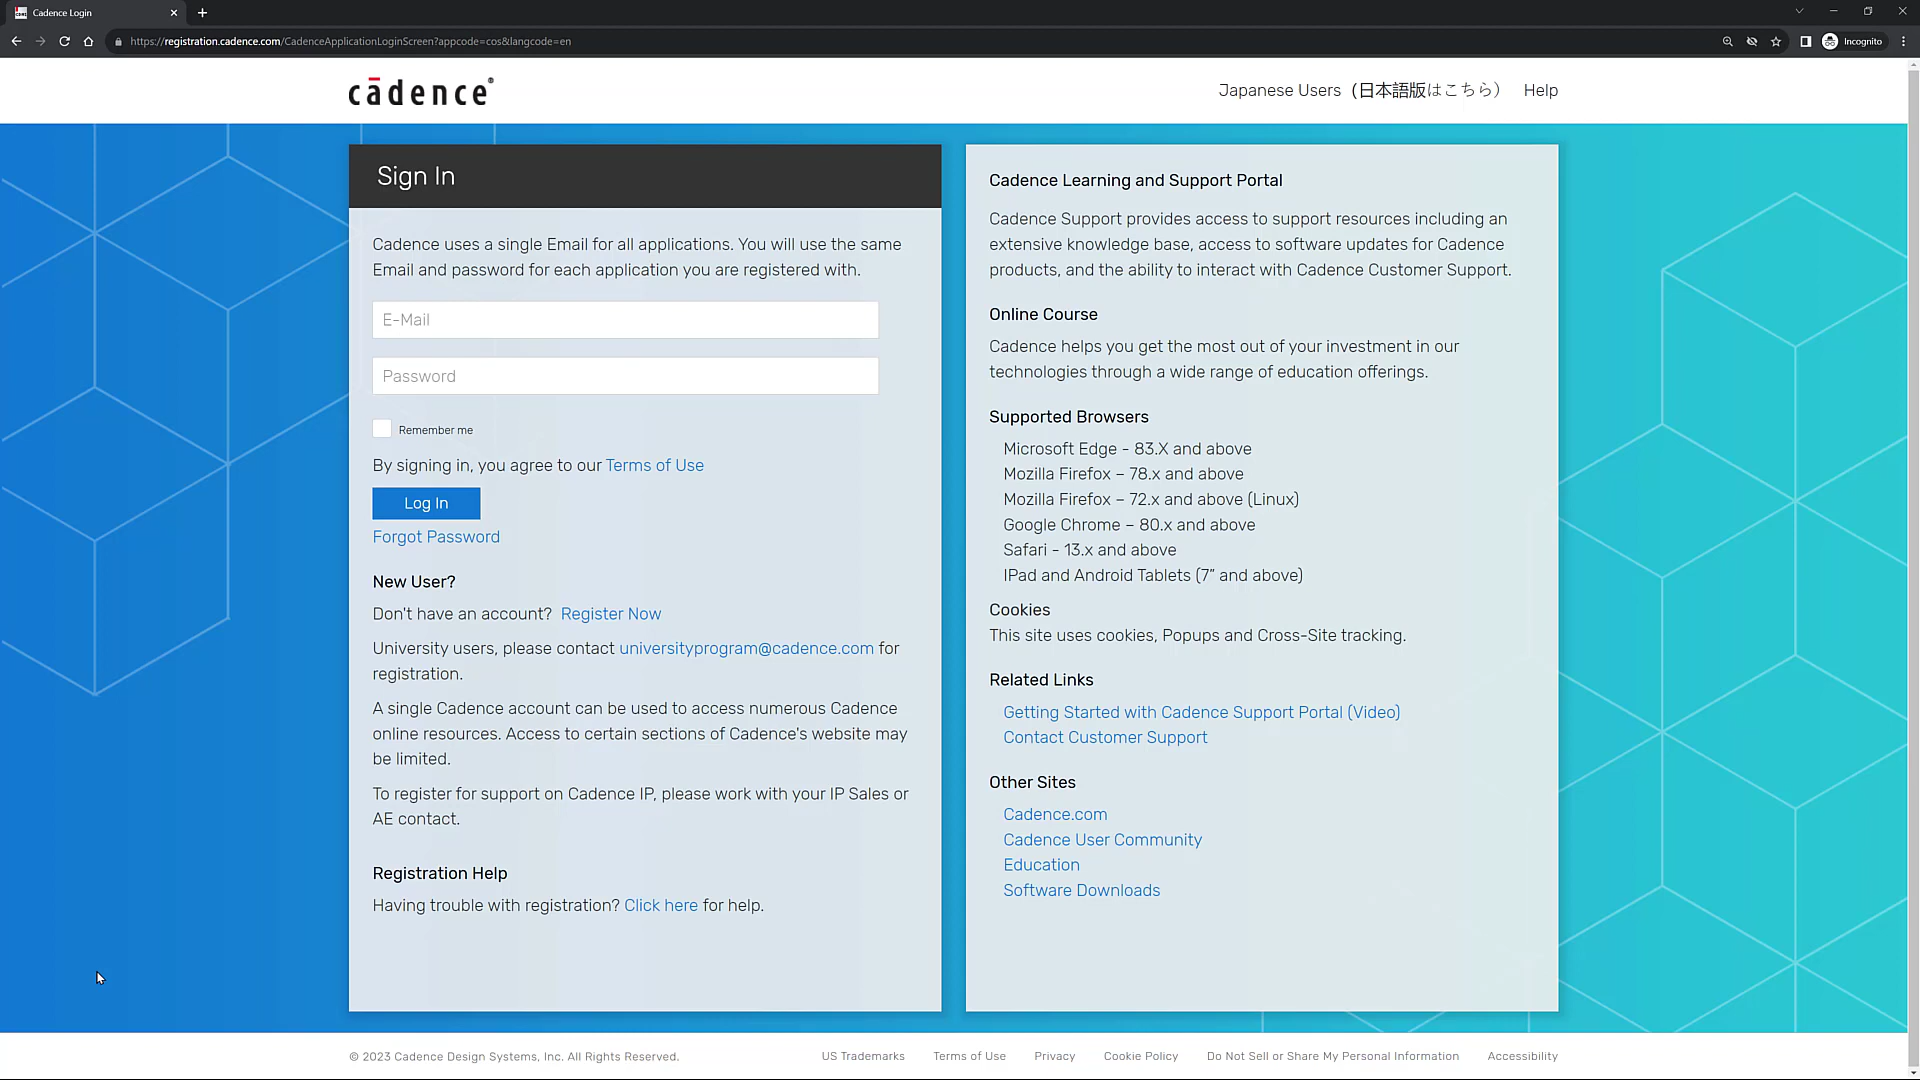 Cadence Login
https://registration.cadence.com/CadenceApplicationLoginScreen?appcode=cos&langcode=en
Incognito
cādence®
Japanese Users（日本語版はこちら） Help
Sign In
Cadence uses a single Email for all applications. You will use the same
Email and password for each application you are registered with.
E-Mail
Password
Remember me
By signing in, you agree to our Terms of Use
Log In
Forgot Password
New User?
Don't have an account? Register Now
University users, please contact universityprogram@cadence.com for
registration.
A single Cadence account can be used to access numerous Cadence
online resources. Access to certain sections of Cadence's website may
be limited.
To register for support on Cadence IP, please work with your IP Sales or
AE contact.
Registration Help
Having trouble with registration? Click here for help.
Cadence Learning and Support Portal
Cadence Support provides access to support resources including an
extensive knowledge base, access to software updates for Cadence
products, and the ability to interact with Cadence Customer Support.
Online Course
Cadence helps you get the most out of your investment in our
technologies through a wide range of education offerings.
Supported Browsers
Microsoft Edge - 83.X and above
Mozilla Firefox – 78.x and above
Mozilla Firefox – 72.x and above (Linux)
Google Chrome – 80.x and above
Safari - 13.x and above
IPad and Android Tablets (7” and above)
Cookies
This site uses cookies, Popups and Cross-Site tracking.
Related Links
Getting Started with Cadence Support Portal (Video)
Contact Customer Support
Other Sites
Cadence.com
Cadence User Community
Education
Software Downloads
© 2023 Cadence Design Systems, Inc. All Rights Reserved.
US Trademarks Terms of Use Privacy Cookie Policy Do Not Sell or Share My Personal Information Accessibility